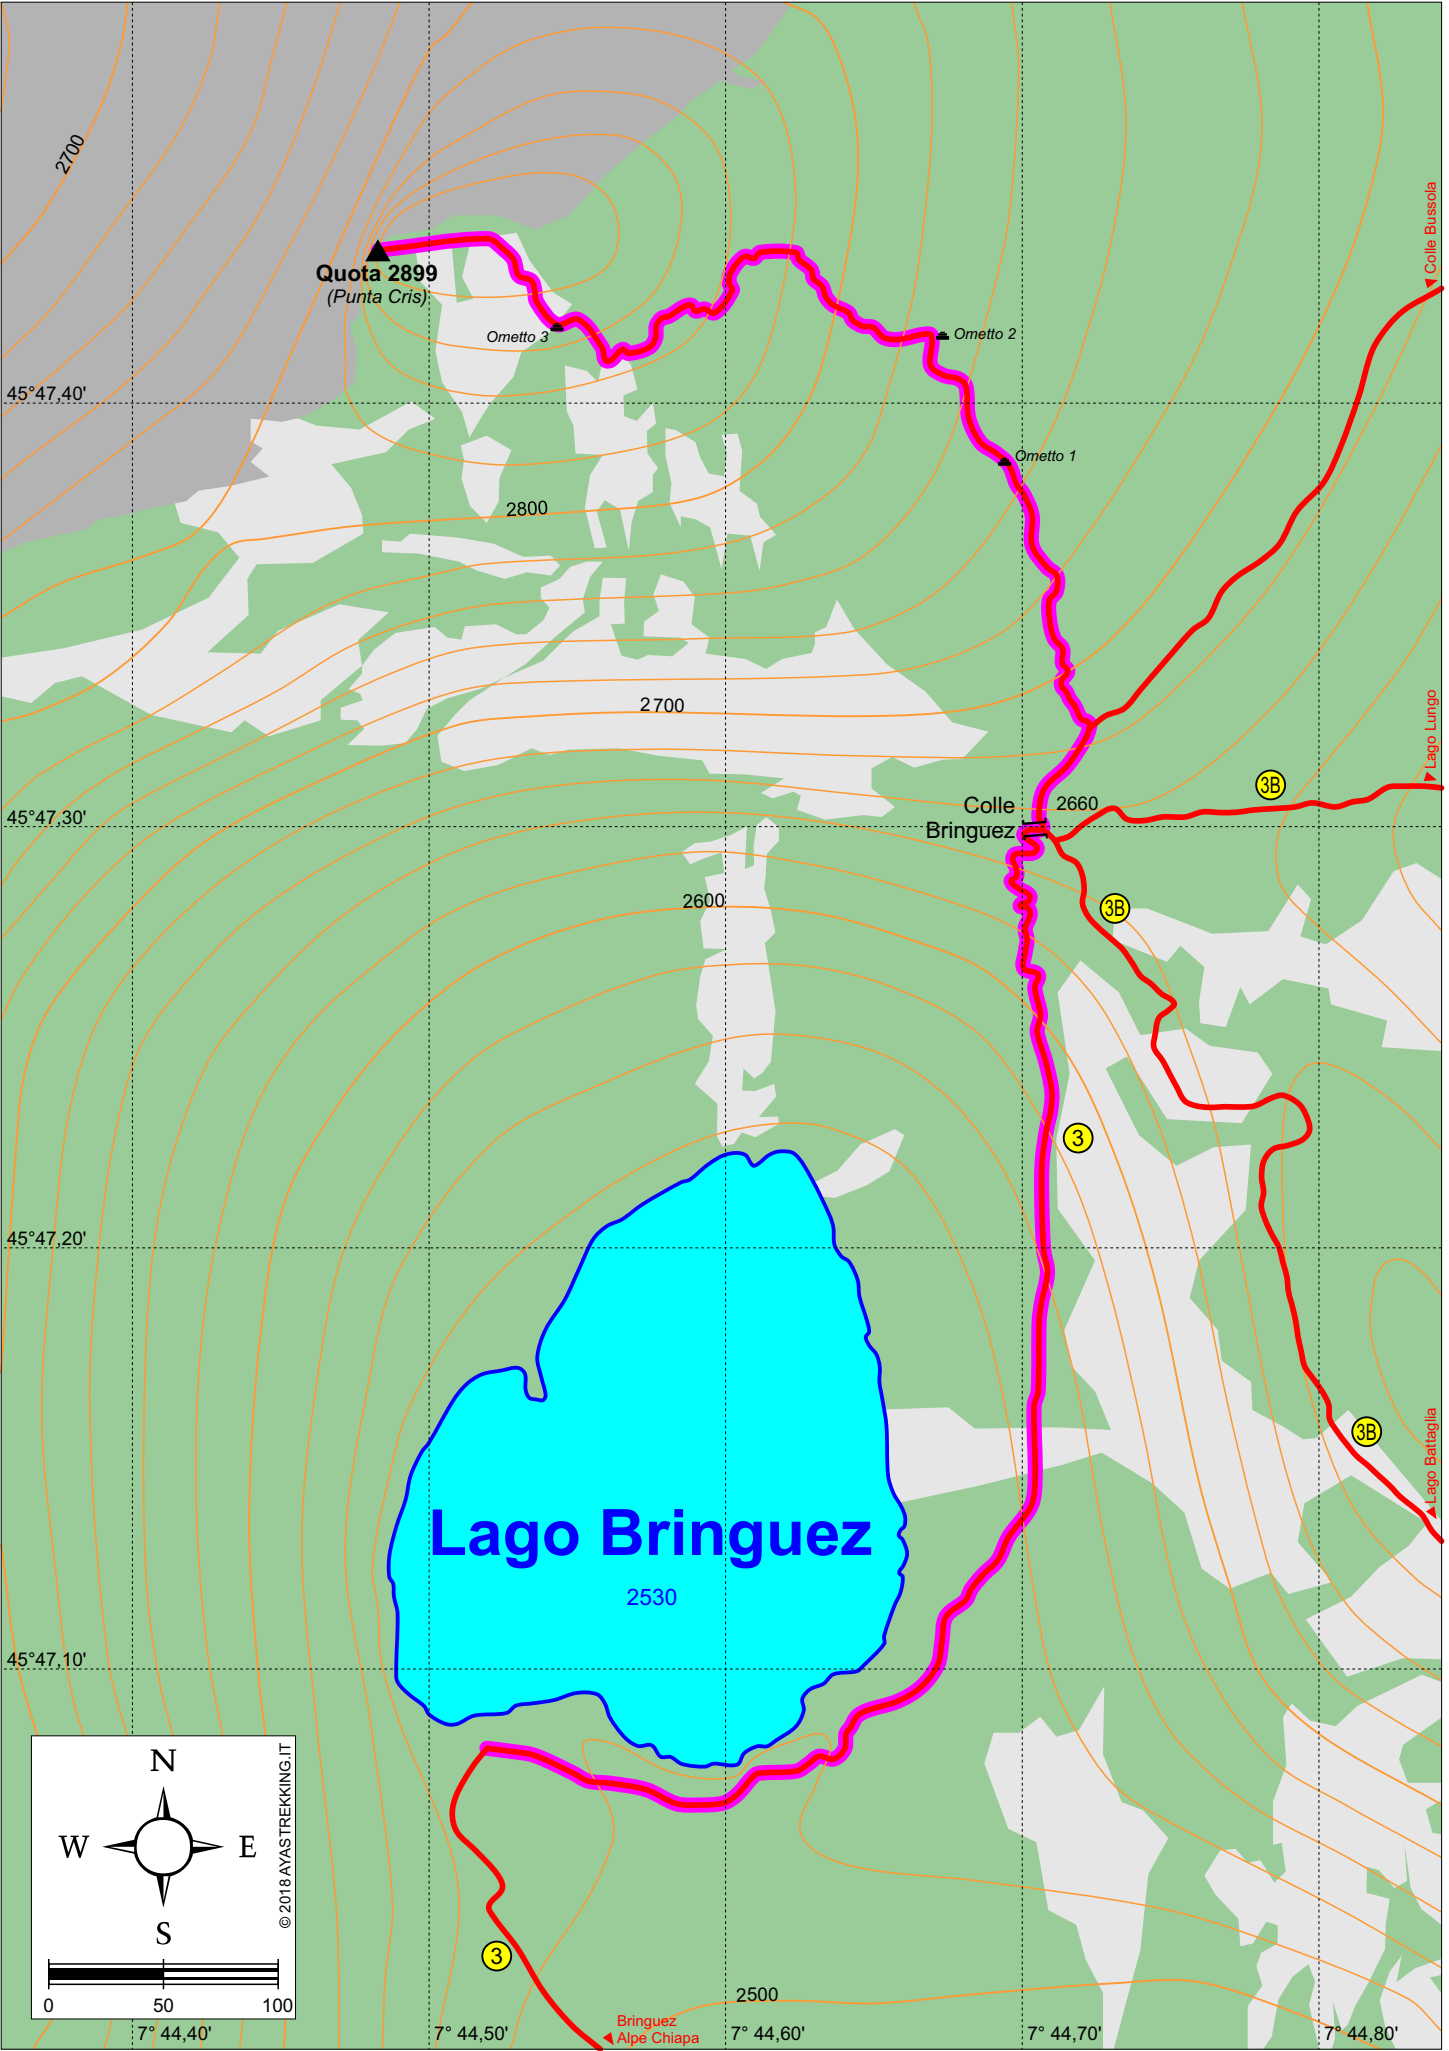 2700
Colle Bussola
Quota 2899
(Punta Cris)
Ometto 3
Ometto 2
45°47,40'
Ometto 1
2800
2700
Lago Lungo
3B
Colle
Bringuez
2660
45°47,30'
2600
3B
3
45°47,20'
3B
Lago Battaglia
Lago Bringuez
2530
45°47,10'
N
W
E
S
© 2018 AYASTREKKING.IT
0
50
100
3
2500
Bringuez
Alpe Chiapa
7° 44,40'
7° 44,50'
7° 44,60'
7° 44,70'
7° 44,80'